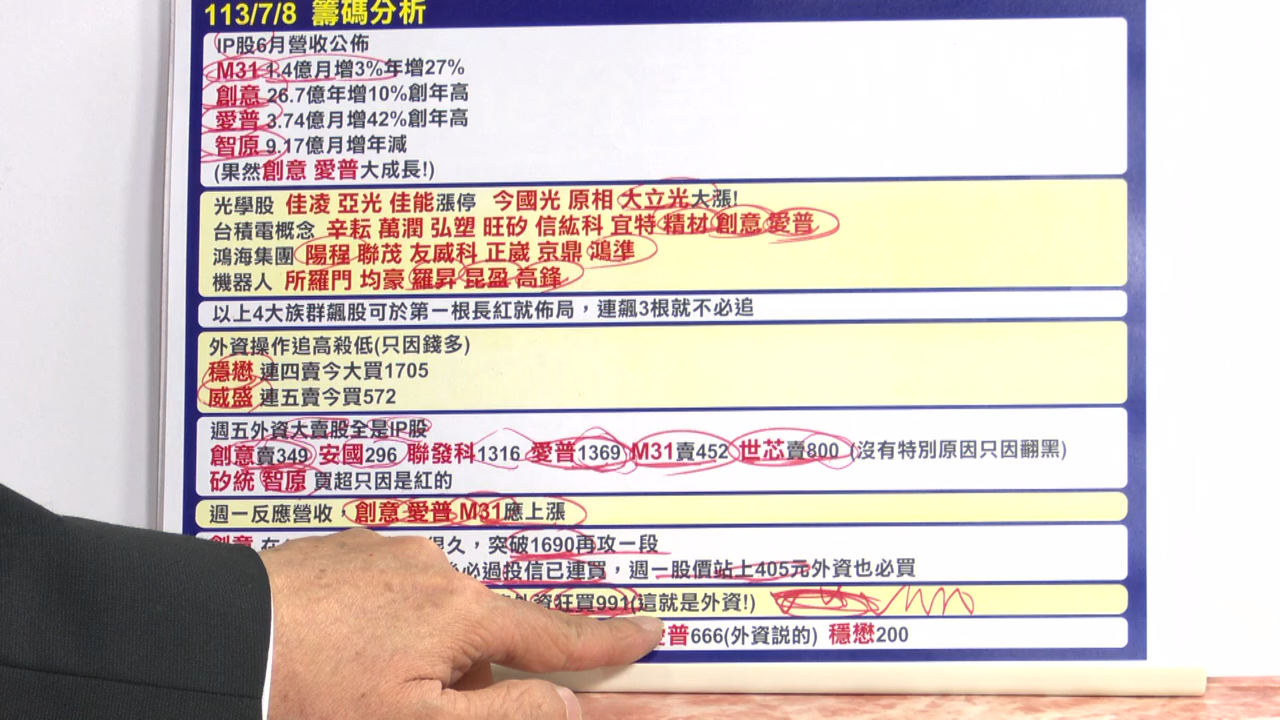 113/7/8 籌碼分析
IP股6月營收公佈
M31 1.4億月增3%年增27%
創意 26.7億年增10%創年高
愛普 3.74億月增42%創年高
智原 9.17億月增年減
(果然創意 愛普大成長!)
光學股 佳凌 亞光 佳能漲停 今國光 原相 大立光大漲!
台積電概念 辛耘 萬潤 弘塑 旺矽 信紘科 宜特 精材 創意 愛普
鴻海集團 陽程 聯茂 友威科 正崴 京鼎 鴻準
機器人 所羅門 均豪 羅昇 昆盈 高鋒
以上4大族群飆股可於第一根長紅就佈局,連飆3根就不必追
外資操作追高殺低(只因錢多)
穩懋 連四賣今大買1705
威盛 連五賣今買572
週五外資大賣股全是IP股
創意賣349 安國296 聯發科1316 愛普1369 M31賣452 世芯賣800 (沒有特別原因只因翻黑)
矽統 智原 買超只因是紅的
週一反應營收,創意 愛普 M31應上漲
創意 在 很久,突破1690再攻一段
必過投信已連買,週一股價站上405元外資也必買
外資狂買991(這就是外資!)
愛普666(外資說的) 穩懋200